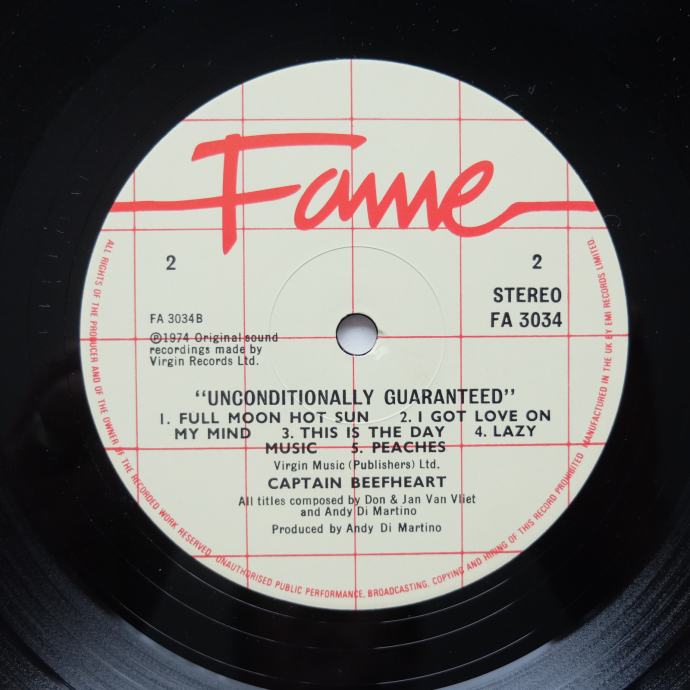 Fame
2
2
STEREO
FA 3034
FA 3034B
℗1974 Original sound
recordings made by
Virgin Records Ltd.
"UNCONDITIONALLY GUARANTEED"
1. FULL MOON HOT SUN 2. I GOT LOVE ON
MY MIND 3. THIS IS THE DAY 4. LAZY
MUSIC 5. PEACHES
Virgin Music (Publishers) Ltd.
CAPTAIN BEEFHEART
All titles composed by Don & Jan Van Vliet
and Andy Di Martino
Produced by Andy Di Martino
ALL RIGHTS OF THE PRODUCER AND OF THE OWNER OF THE RECORDED WORK RESERVED. UNAUTHORISED PUBLIC PERFORMANCE, BROADCASTING, COPYING AND HIRING OF THIS RECORD PROHIBITED. MANUFACTURED IN THE UK BY EMI RECORDS LIMITED.